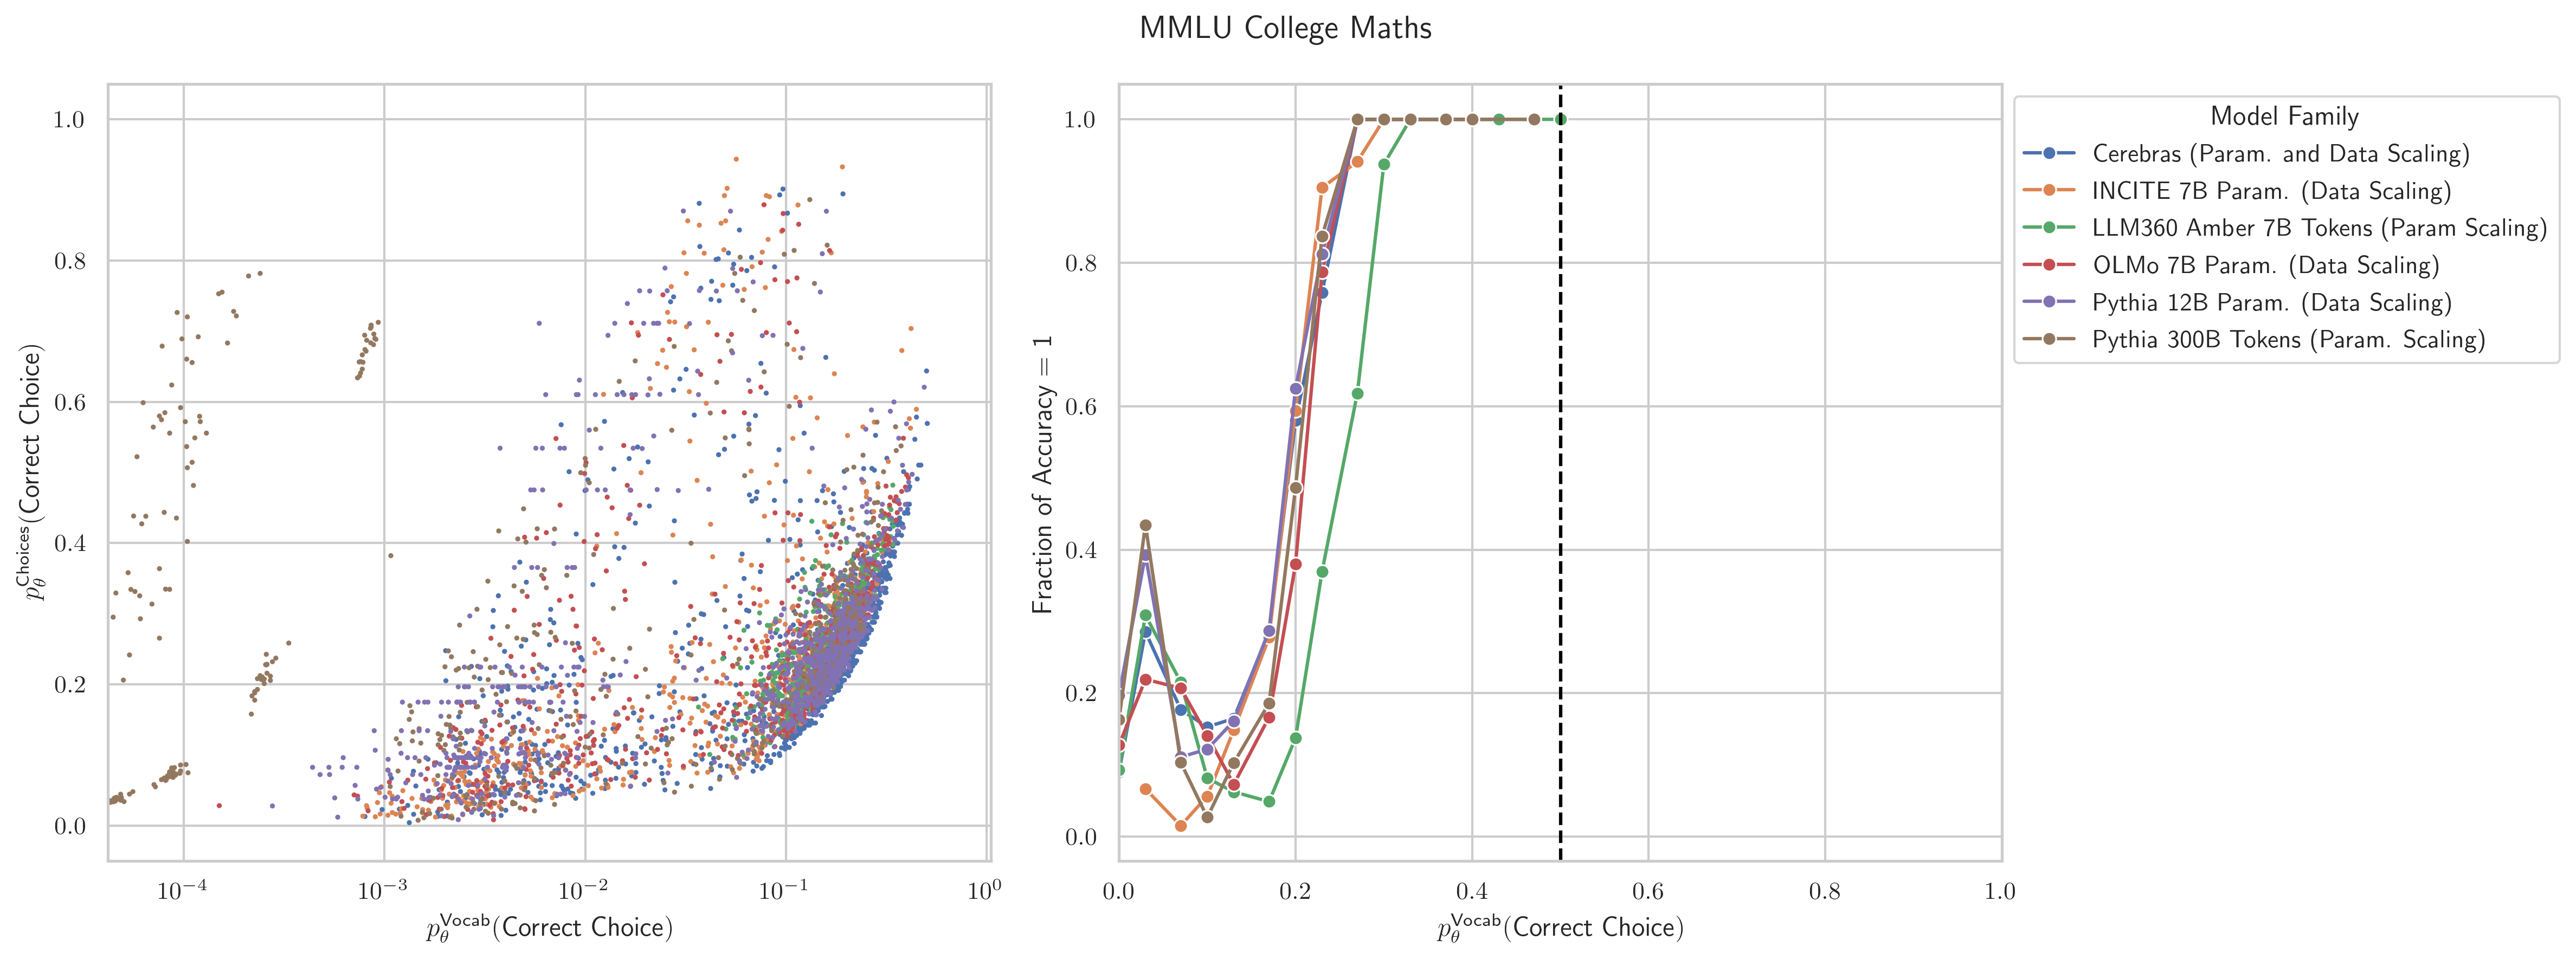 MMLU College Maths
1.0
0.8
0.6
0.4
0.2
0.0
p_θ^Choices(Correct Choice)
10^−4
10^−3
10^−2
10^−1
10^0
p_θ^Vocab(Correct Choice)
1.0
0.8
0.6
0.4
0.2
0.0
Fraction of Accuracy = 1
0.0
0.2
0.4
0.6
0.8
1.0
p_θ^Vocab(Correct Choice)
Model Family
Cerebras (Param. and Data Scaling)
INCITE 7B Param. (Data Scaling)
LLM360 Amber 7B Tokens (Param Scaling)
OLMo 7B Param. (Data Scaling)
Pythia 12B Param. (Data Scaling)
Pythia 300B Tokens (Param. Scaling)